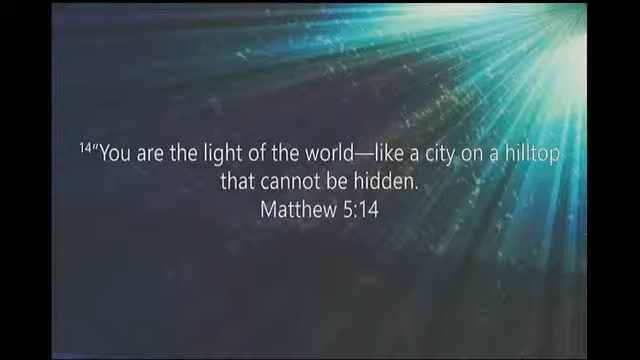 ¹⁴“You are the light of the world—like a city on a hilltop
that cannot be hidden.
Matthew 5:14